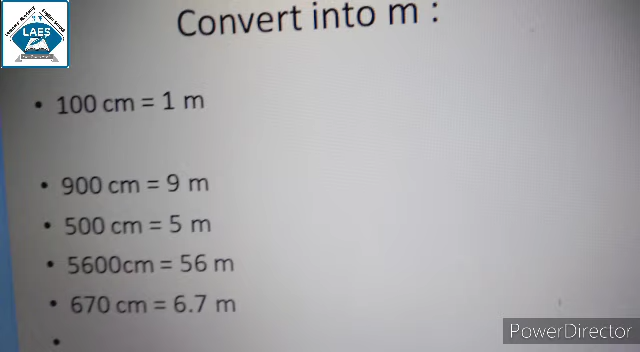 Convert into m :
LAES
• 100 cm = 1 m
• 900 cm = 9 m
• 500 cm = 5 m
• 5600cm = 56 m
• 670 cm = 6.7 m
•
PowerDirector